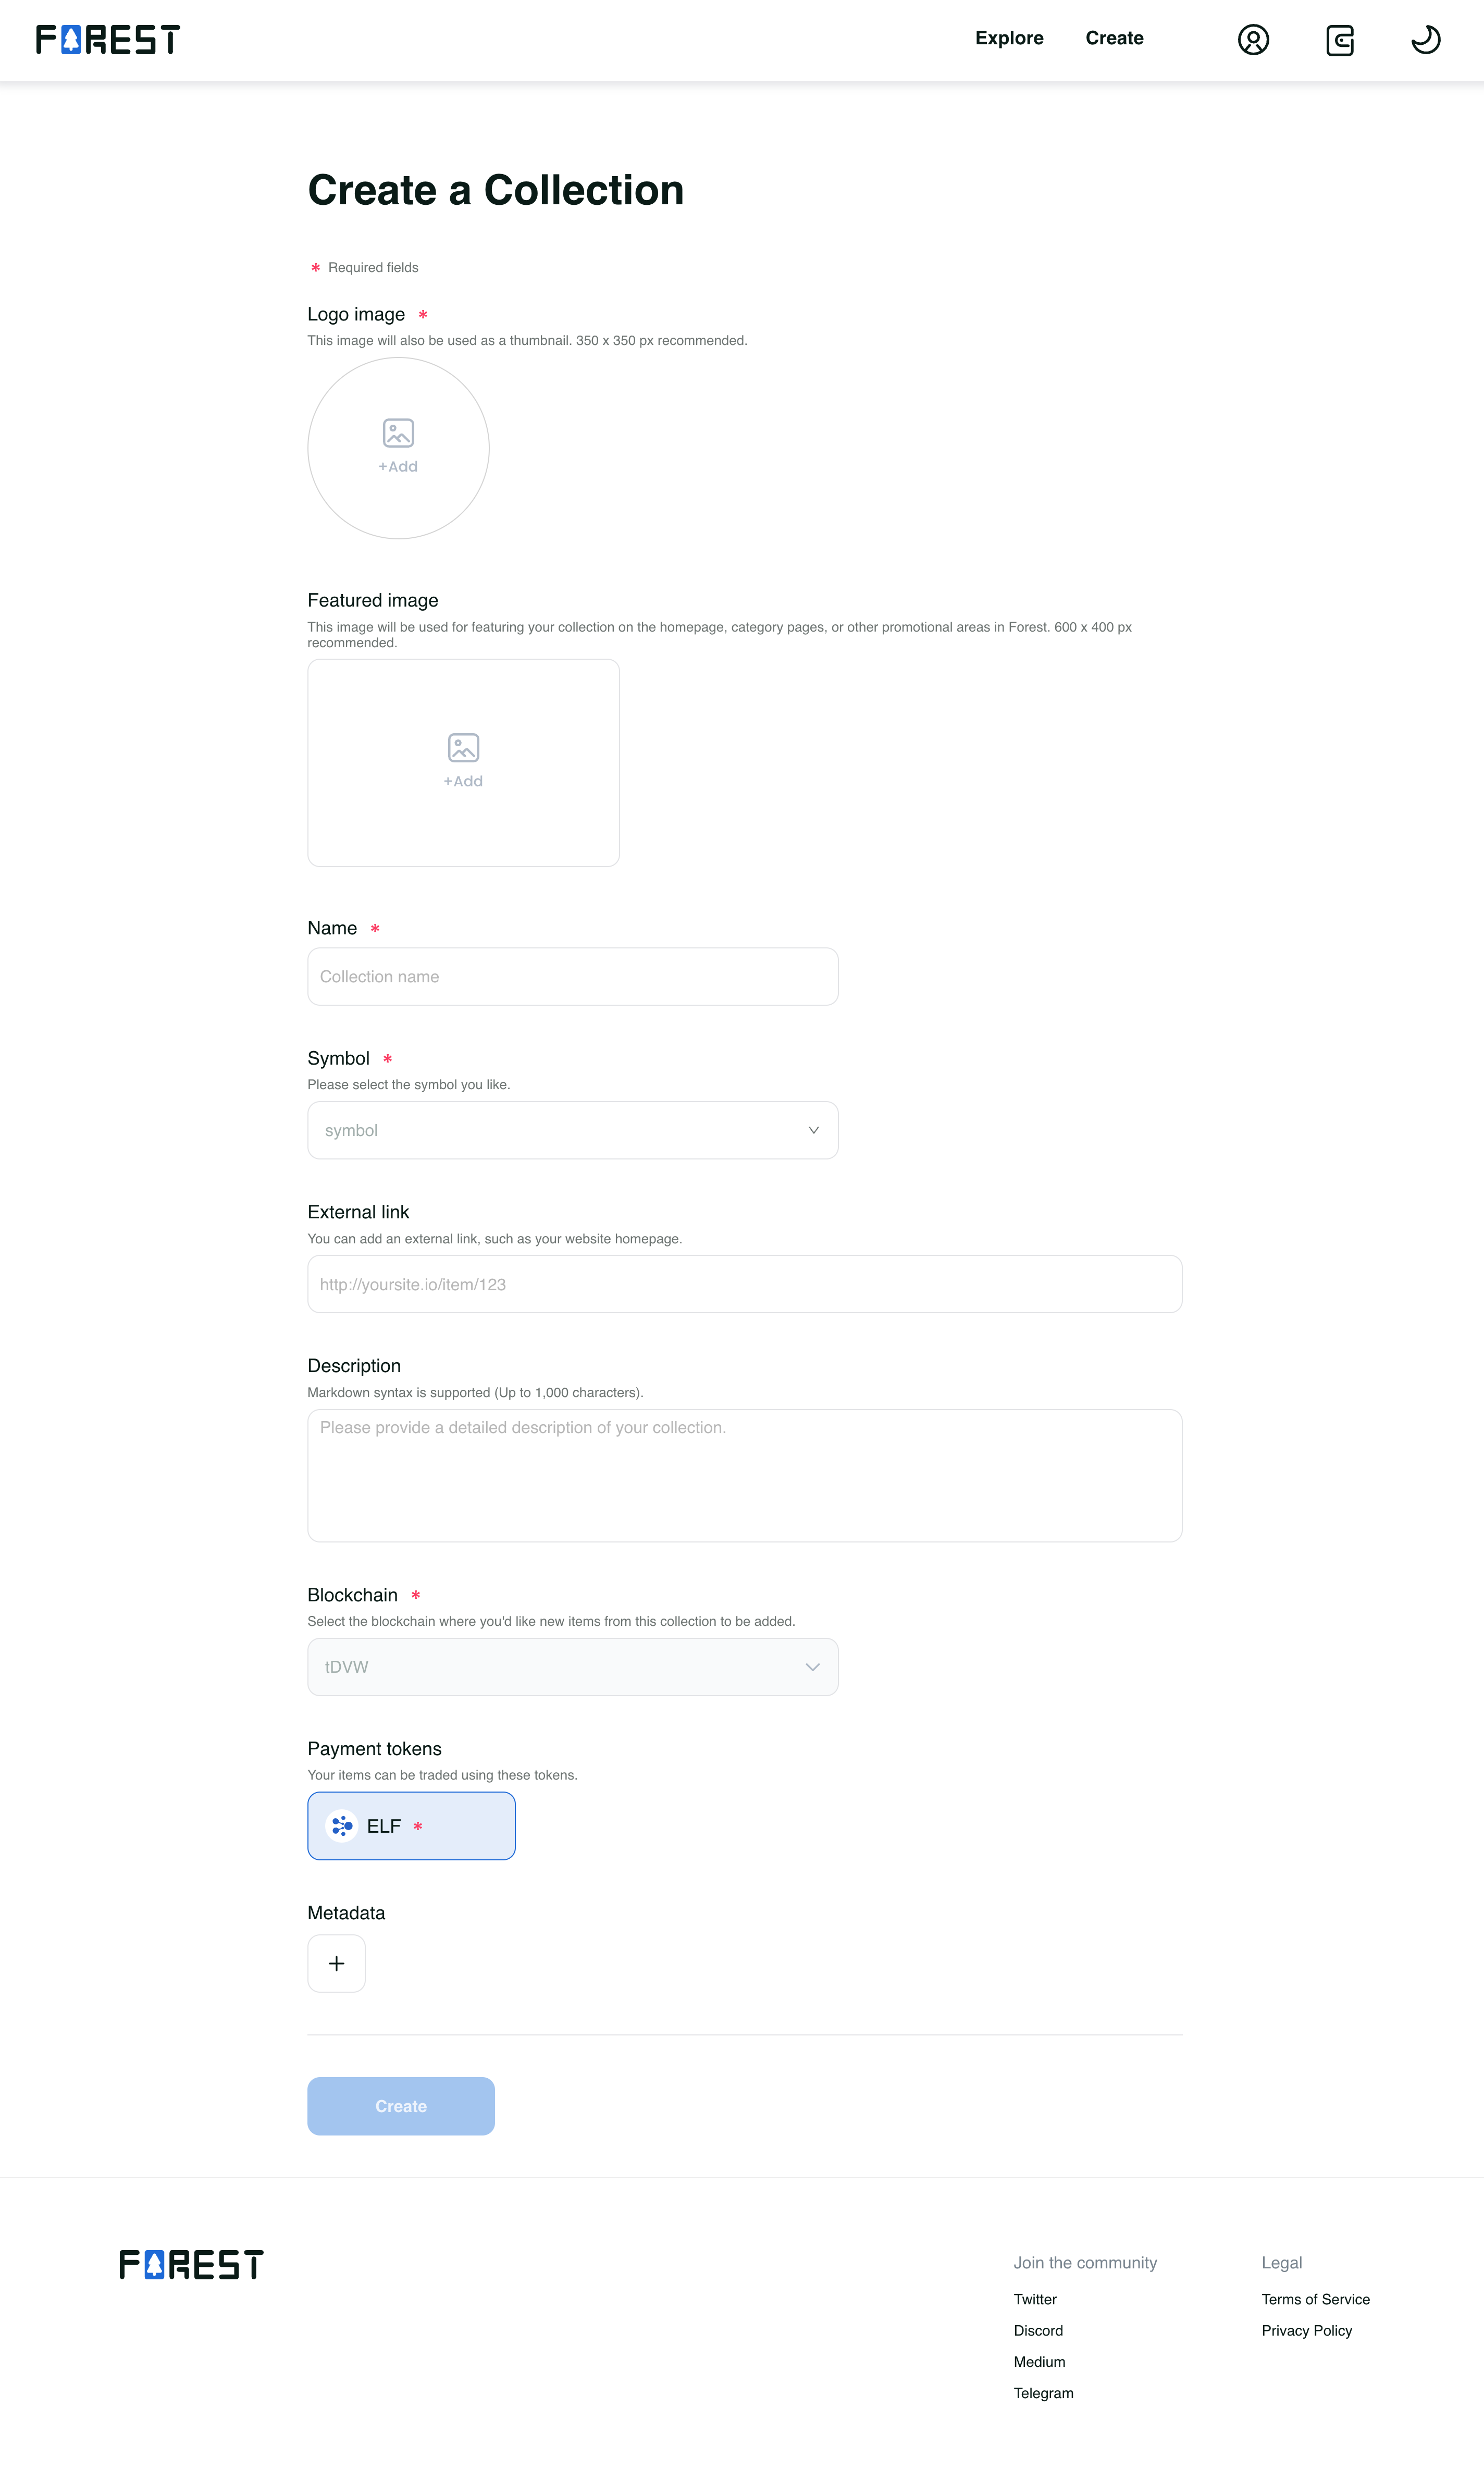 FOREST
Explore
Create
Create a Collection
* Required fields
Logo image *
This image will also be used as a thumbnail. 350 x 350 px recommended.
+Add
Featured image
This image will be used for featuring your collection on the homepage, category pages, or other promotional areas in Forest. 600 x 400 px
recommended.
+Add
Name *
Collection name
Symbol *
Please select the symbol you like.
symbol
External link
You can add an external link, such as your website homepage.
http://yoursite.io/item/123
Description
Markdown syntax is supported (Up to 1,000 characters).
Please provide a detailed description of your collection.
Blockchain *
Select the blockchain where you'd like new items from this collection to be added.
tDVW
Payment tokens
Your items can be traded using these tokens.
ELF *
Metadata
Create
FOREST
Join the community
Twitter
Discord
Medium
Telegram
Legal
Terms of Service
Privacy Policy